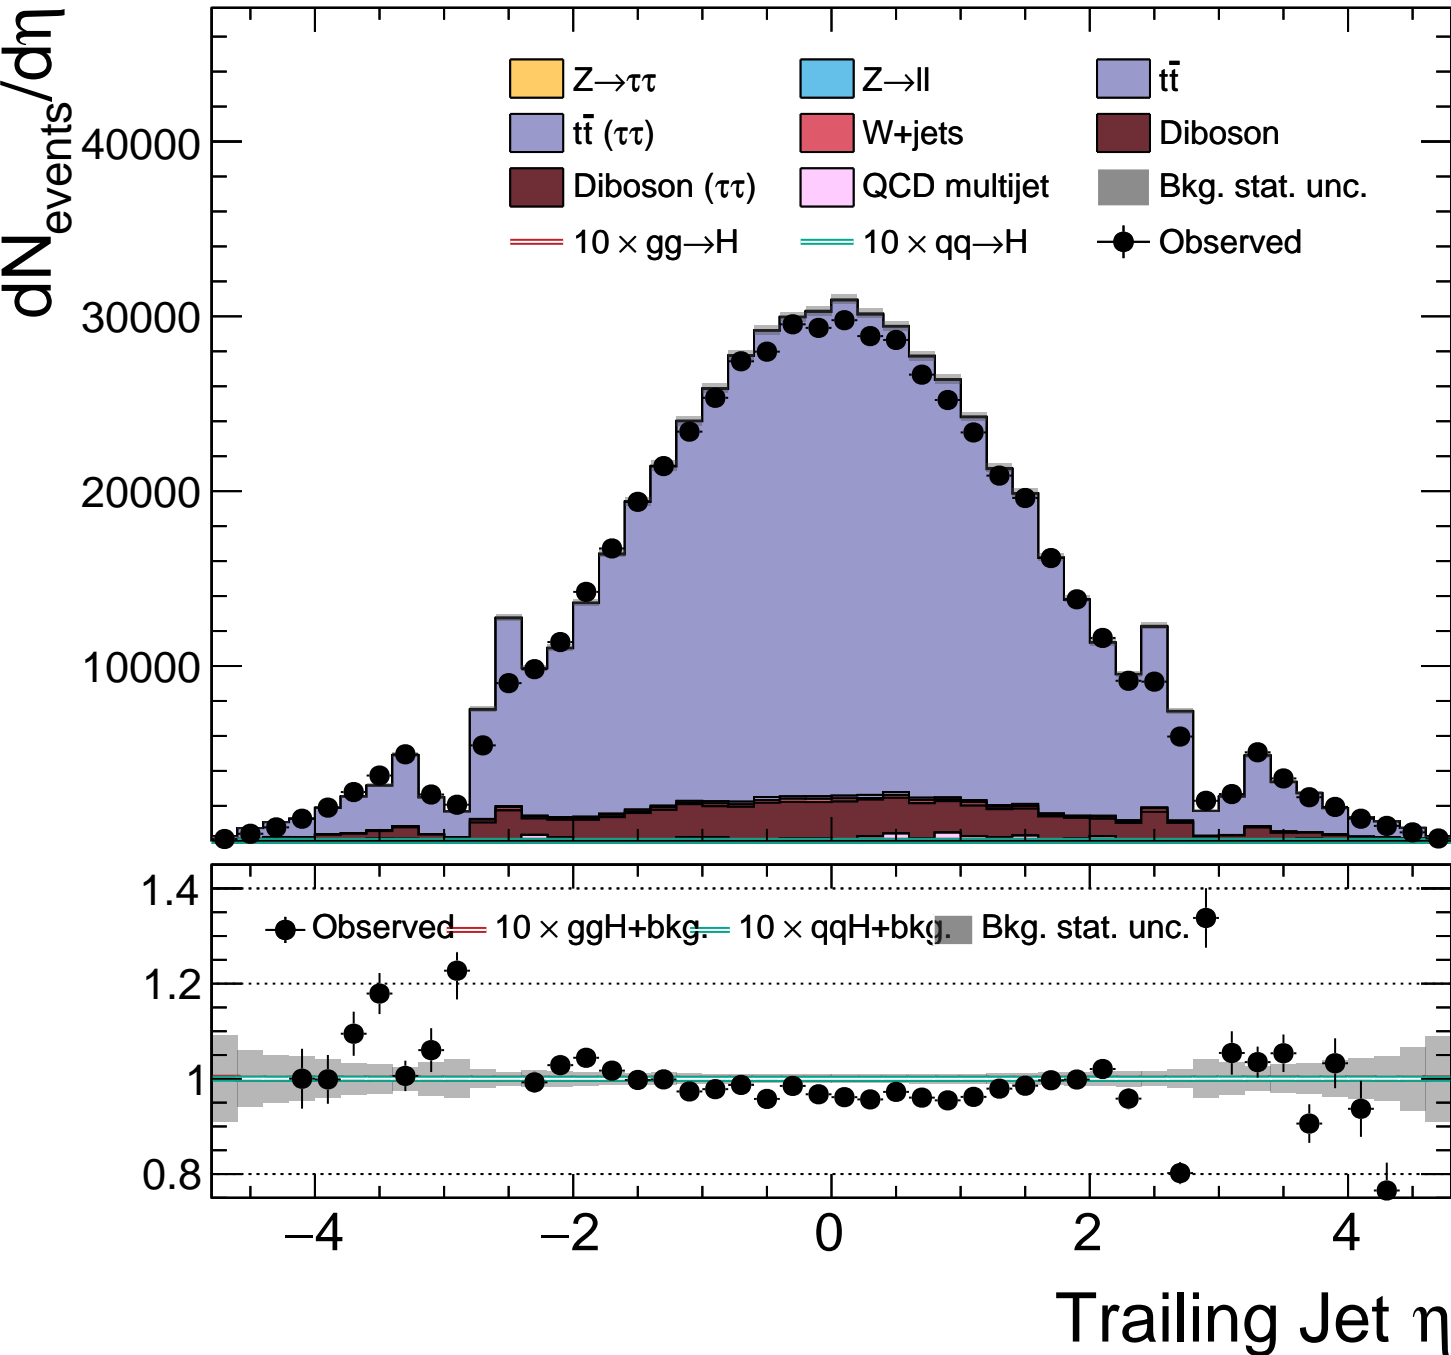 dN_events/dη
Z→ττ Z→ll tt̄
tt̄ (ττ) W+jets Diboson
Diboson (ττ) QCD multijet Bkg. stat. unc.
10 × gg→H 10 × qq→H Observed
40000
30000
20000
10000
1.4
Observed 10 × ggH+bkg. 10 × qqH+bkg. Bkg. stat. unc.
1.2
1
0.8
−4 −2 0 2 4
Trailing Jet η